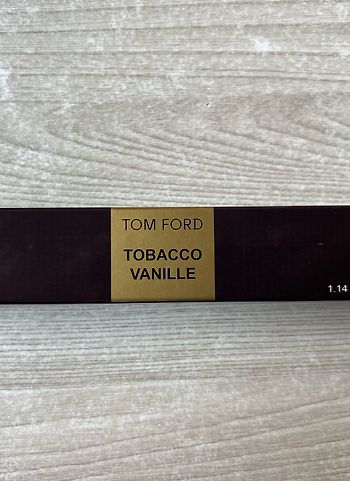 TOM FORD
TOBACCO
VANILLE
1.14